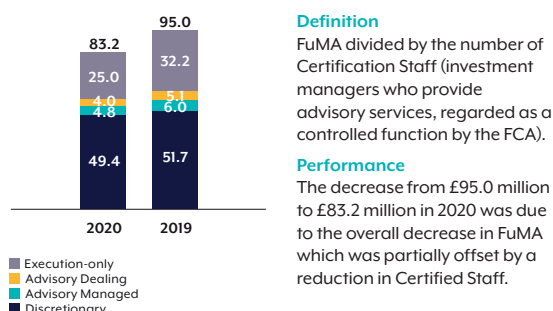 95.0
83.2
32.2
25.0
5.1
4.0
6.0
4.8
51.7
49.4
2020 2019
Execution-only
Advisory Dealing
Advisory Managed
Discretionary
Definition
FuMA divided by the number of
Certification Staff (investment
managers who provide
advisory services, regarded as a
controlled function by the FCA).
Performance
The decrease from £95.0 million
to £83.2 million in 2020 was due
to the overall decrease in FuMA
which was partially offset by a
reduction in Certified Staff.